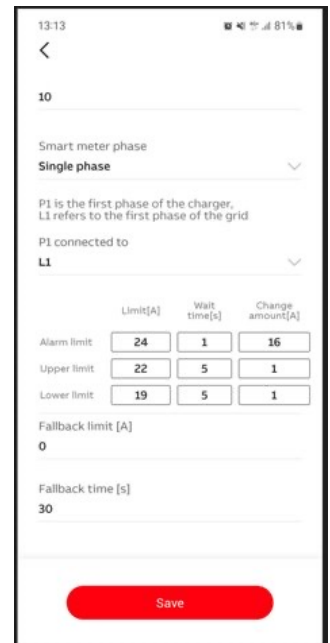 13:13
81%
10
Smart meter phase
Single phase
P1 is the first phase of the charger,
L1 refers to the first phase of the grid
P1 connected to
L1
Limit[A] Wait time[s] Change amount[A]
Alarm limit 24 1 16
Upper limit 22 5 1
Lower limit 19 5 1
Fallback limit [A]
0
Fallback time [s]
30
Save